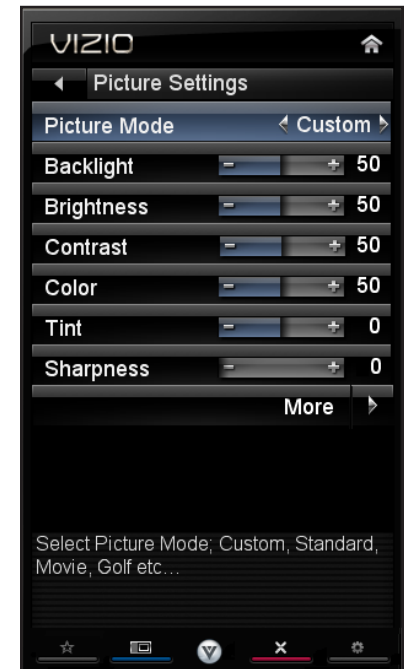 VIZIO
Picture Settings
Picture Mode Custom
Backlight - + 50
Brightness - + 50
Contrast - + 50
Color - + 50
Tint - + 0
Sharpness - + 0
More
Select Picture Mode; Custom, Standard,
Movie, Golf etc...
V